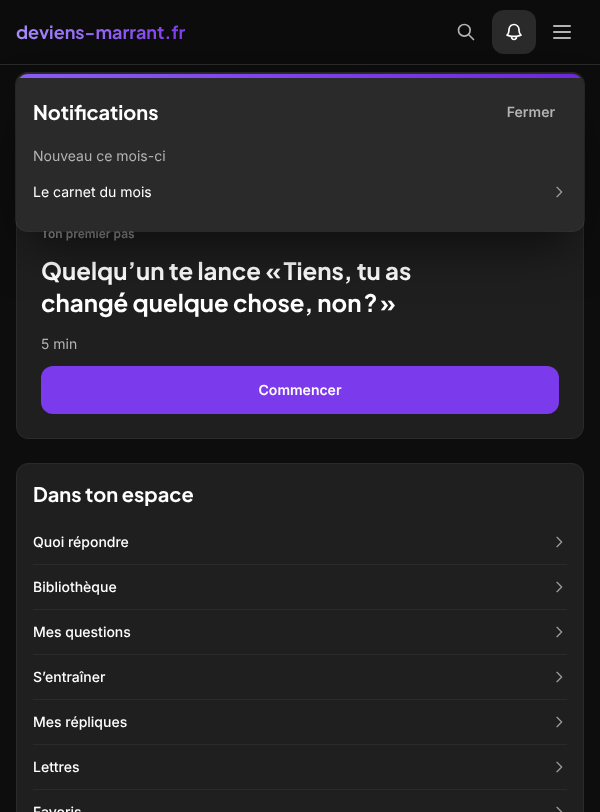 deviens-marrant.fr
Notifications
Fermer
Nouveau ce mois-ci
Le carnet du mois
Ton premier pas
Quelqu’un te lance « Tiens, tu as
changé quelque chose, non ? »
5 min
Commencer
Dans ton espace
Quoi répondre
Bibliothèque
Mes questions
S’entraîner
Mes répliques
Lettres
Favoris